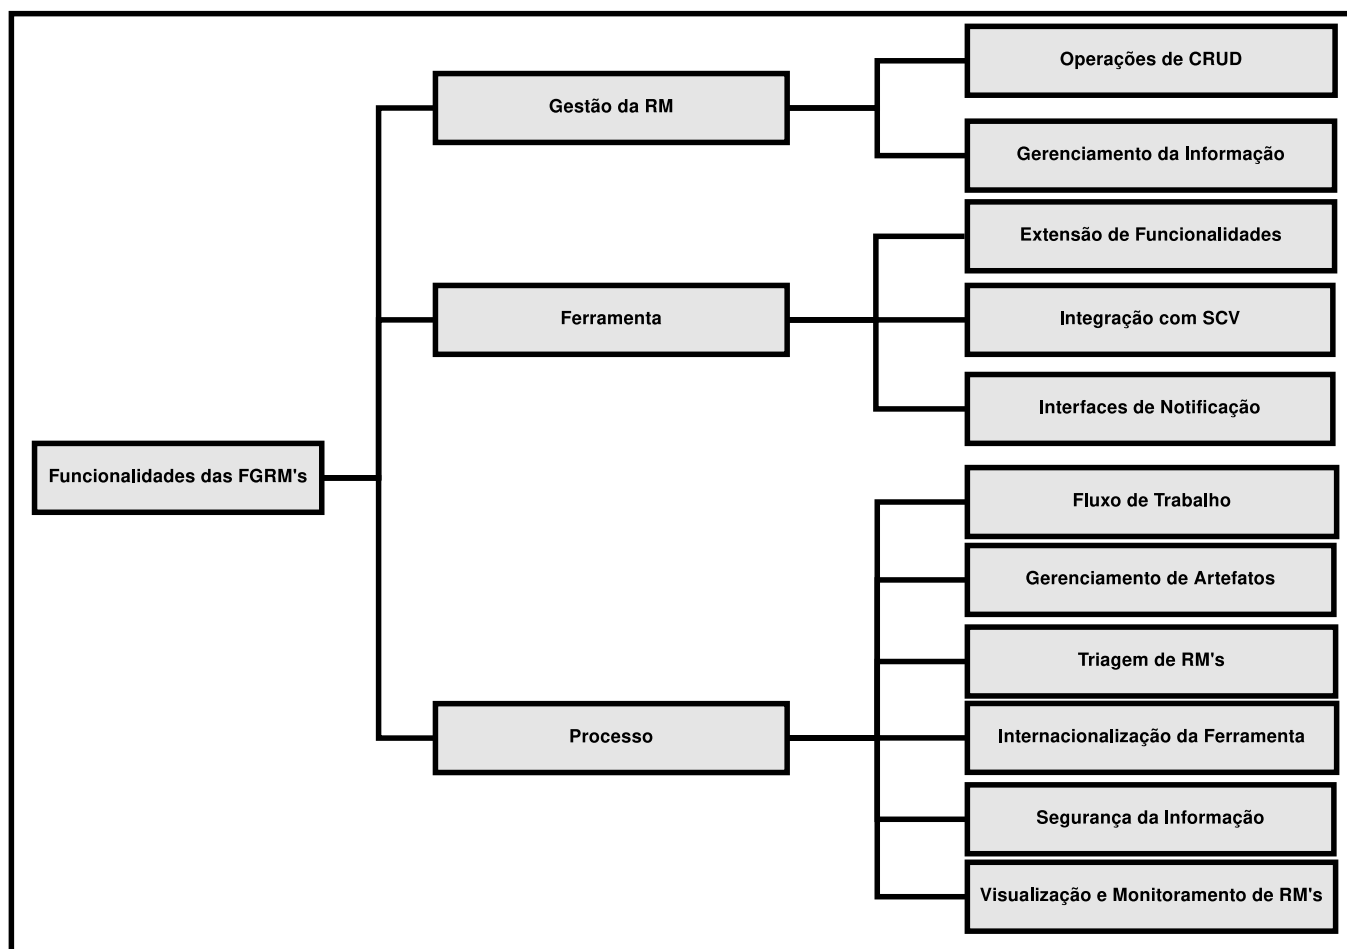 Funcionalidades das FGRM's
Gestão da RM
Operações de CRUD
Gerenciamento da Informação
Ferramenta
Extensão de Funcionalidades
Integração com SCV
Interfaces de Notificação
Processo
Fluxo de Trabalho
Gerenciamento de Artefatos
Triagem de RM's
Internacionalização da Ferramenta
Segurança da Informação
Visualização e Monitoramento de RM's